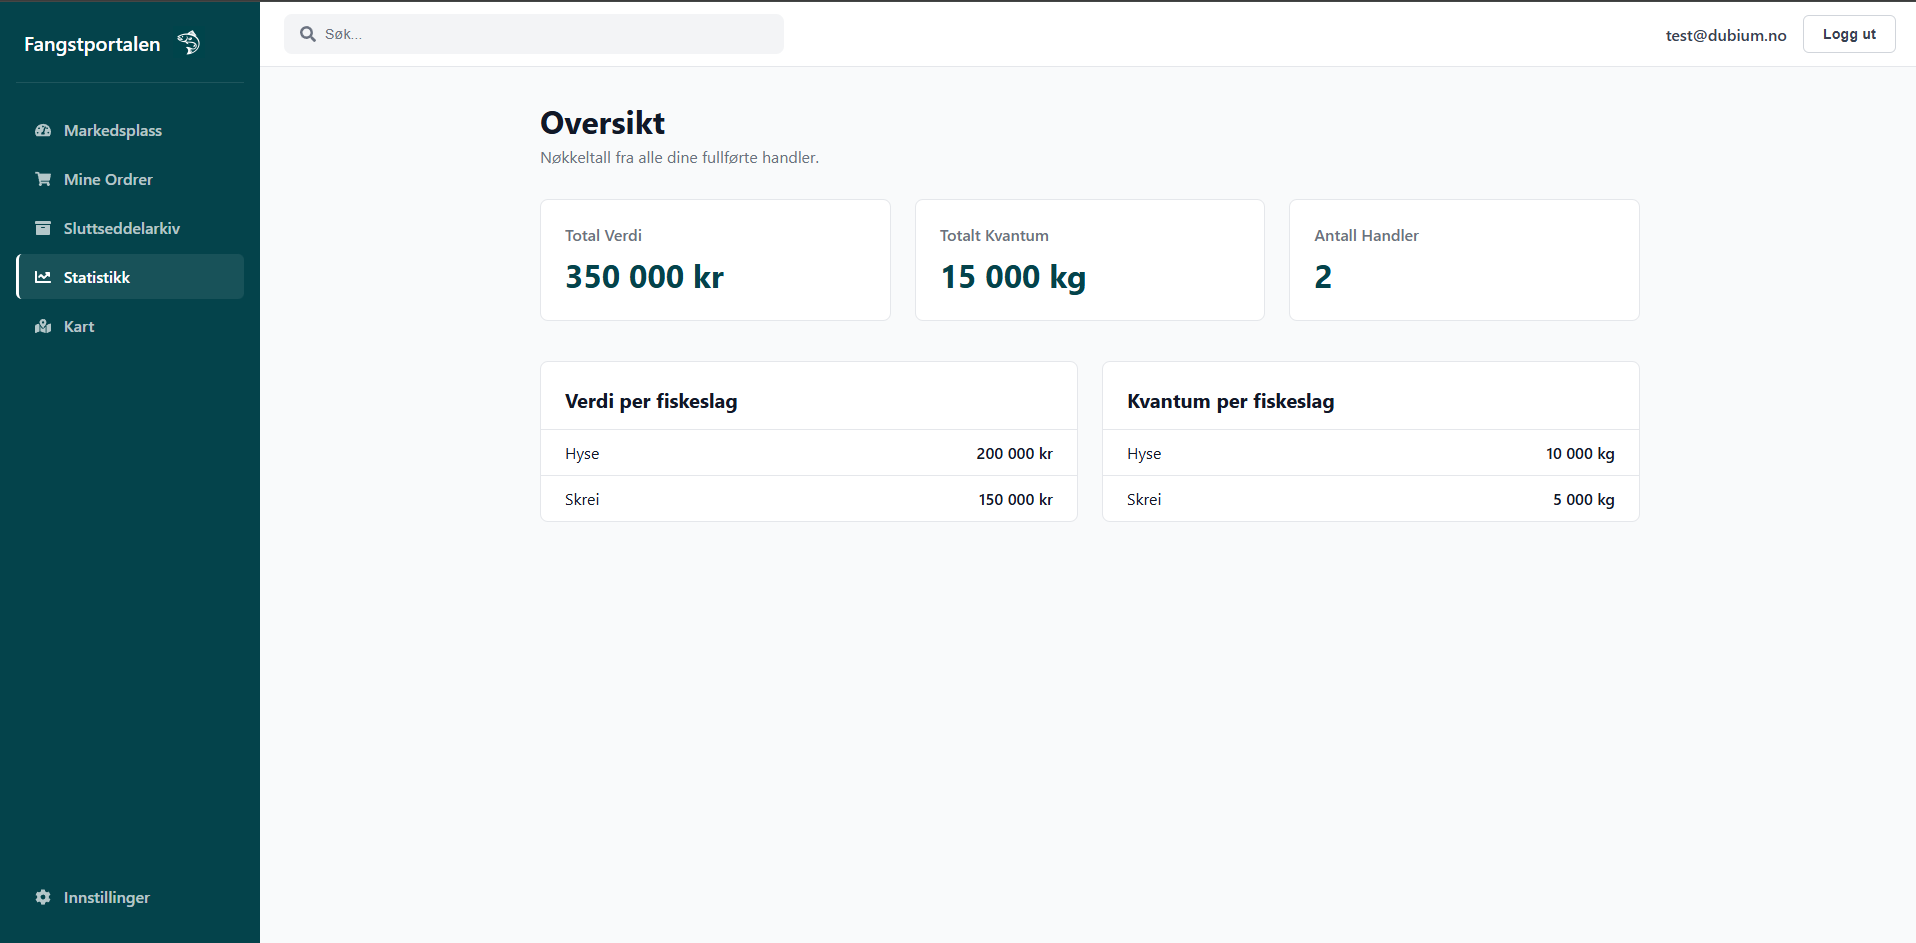 Fangstportalen
Søk...
test@dubium.no
Logg ut
Markedsplass
Mine Ordrer
Sluttseddelarkiv
Statistikk
Kart
Innstillinger
Oversikt
Nøkkeltall fra alle dine fullførte handler.
Total Verdi
350 000 kr
Totalt Kvantum
15 000 kg
Antall Handler
2
Verdi per fiskeslag
Hyse 200 000 kr
Skrei 150 000 kr
Kvantum per fiskeslag
Hyse 10 000 kg
Skrei 5 000 kg